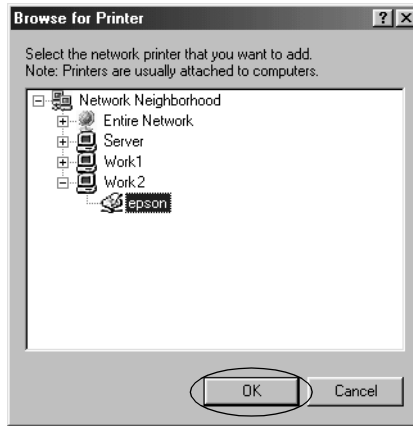 Browse for Printer
Select the network printer that you want to add.
Note: Printers are usually attached to computers.
Network Neighborhood
Entire Network
Server
Work1
Work2
epson
OK
Cancel